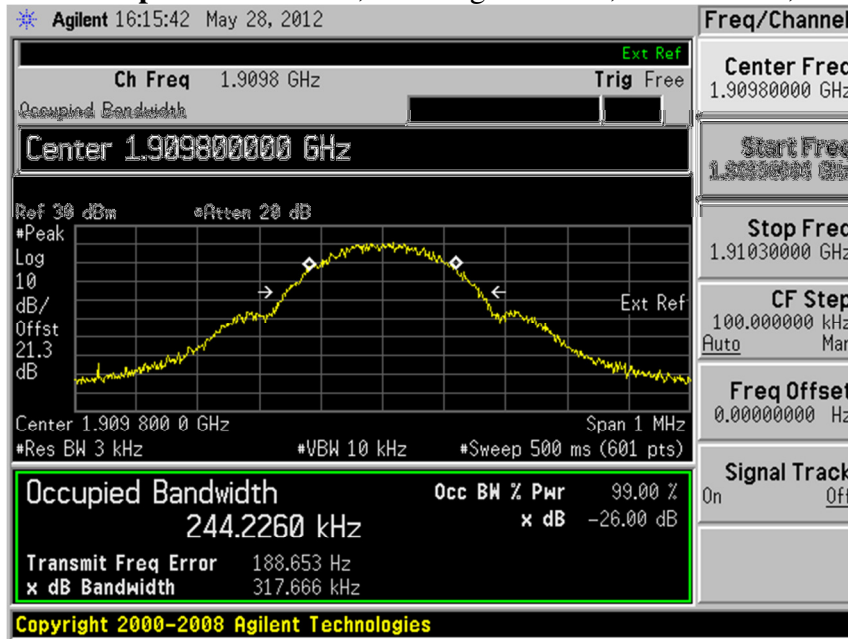 Agilent 16:15:42 May 28, 2012
Freq/Channel
Ext Ref
Ch Freq 1.9098 GHz
Trig Free
Occupied Bandwidth
Center 1.909800000 GHz
Center Freq
1.90980000 GHz
Start Freq
Stop Freq
1.91030000 GHz
CF Step
100.000000 kHz
Auto Man
Freq Offset
0.00000000 Hz
Signal Track
On Off
Ref 30 dBm #Atten 20 dB
#Peak
Log
10
dB/
Offst
21.3
dB
Ext Ref
Center 1.909 800 0 GHz Span 1 MHz
#Res BW 3 kHz #VBW 10 kHz #Sweep 500 ms (601 pts)
Occupied Bandwidth
244.2260 kHz
Occ BW % Pwr 99.00 %
x dB -26.00 dB
Transmit Freq Error 188.653 Hz
x dB Bandwidth 317.666 kHz
Copyright 2000-2008 Agilent Technologies